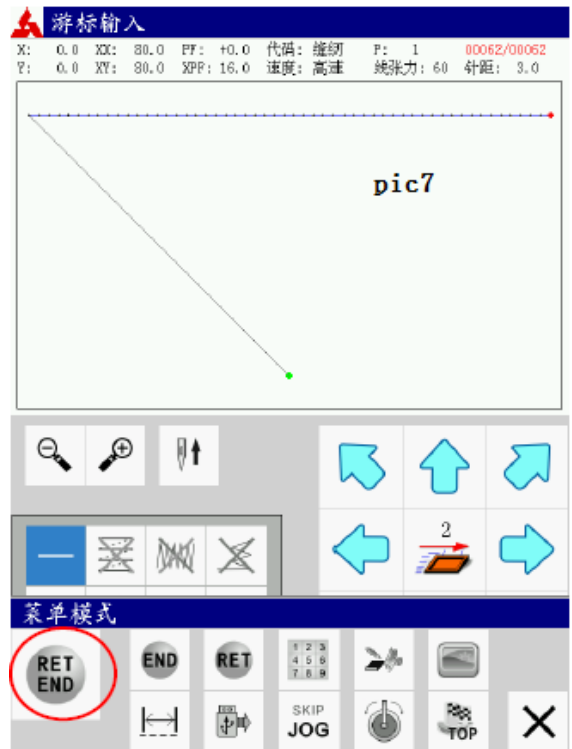 游标输入
X: 0.0 XX: 80.0 PF: +0.0 代码: 缝纫 P: 1 00062/00062
Y: 0.0 XY: 80.0 XPF: 16.0 速度: 高速 线张力: 60 针距: 3.0
pic7
2
菜单模式
RET END
END
RET
1 2 3
4 5 6
7 8 9
SKIP
JOG
TOP